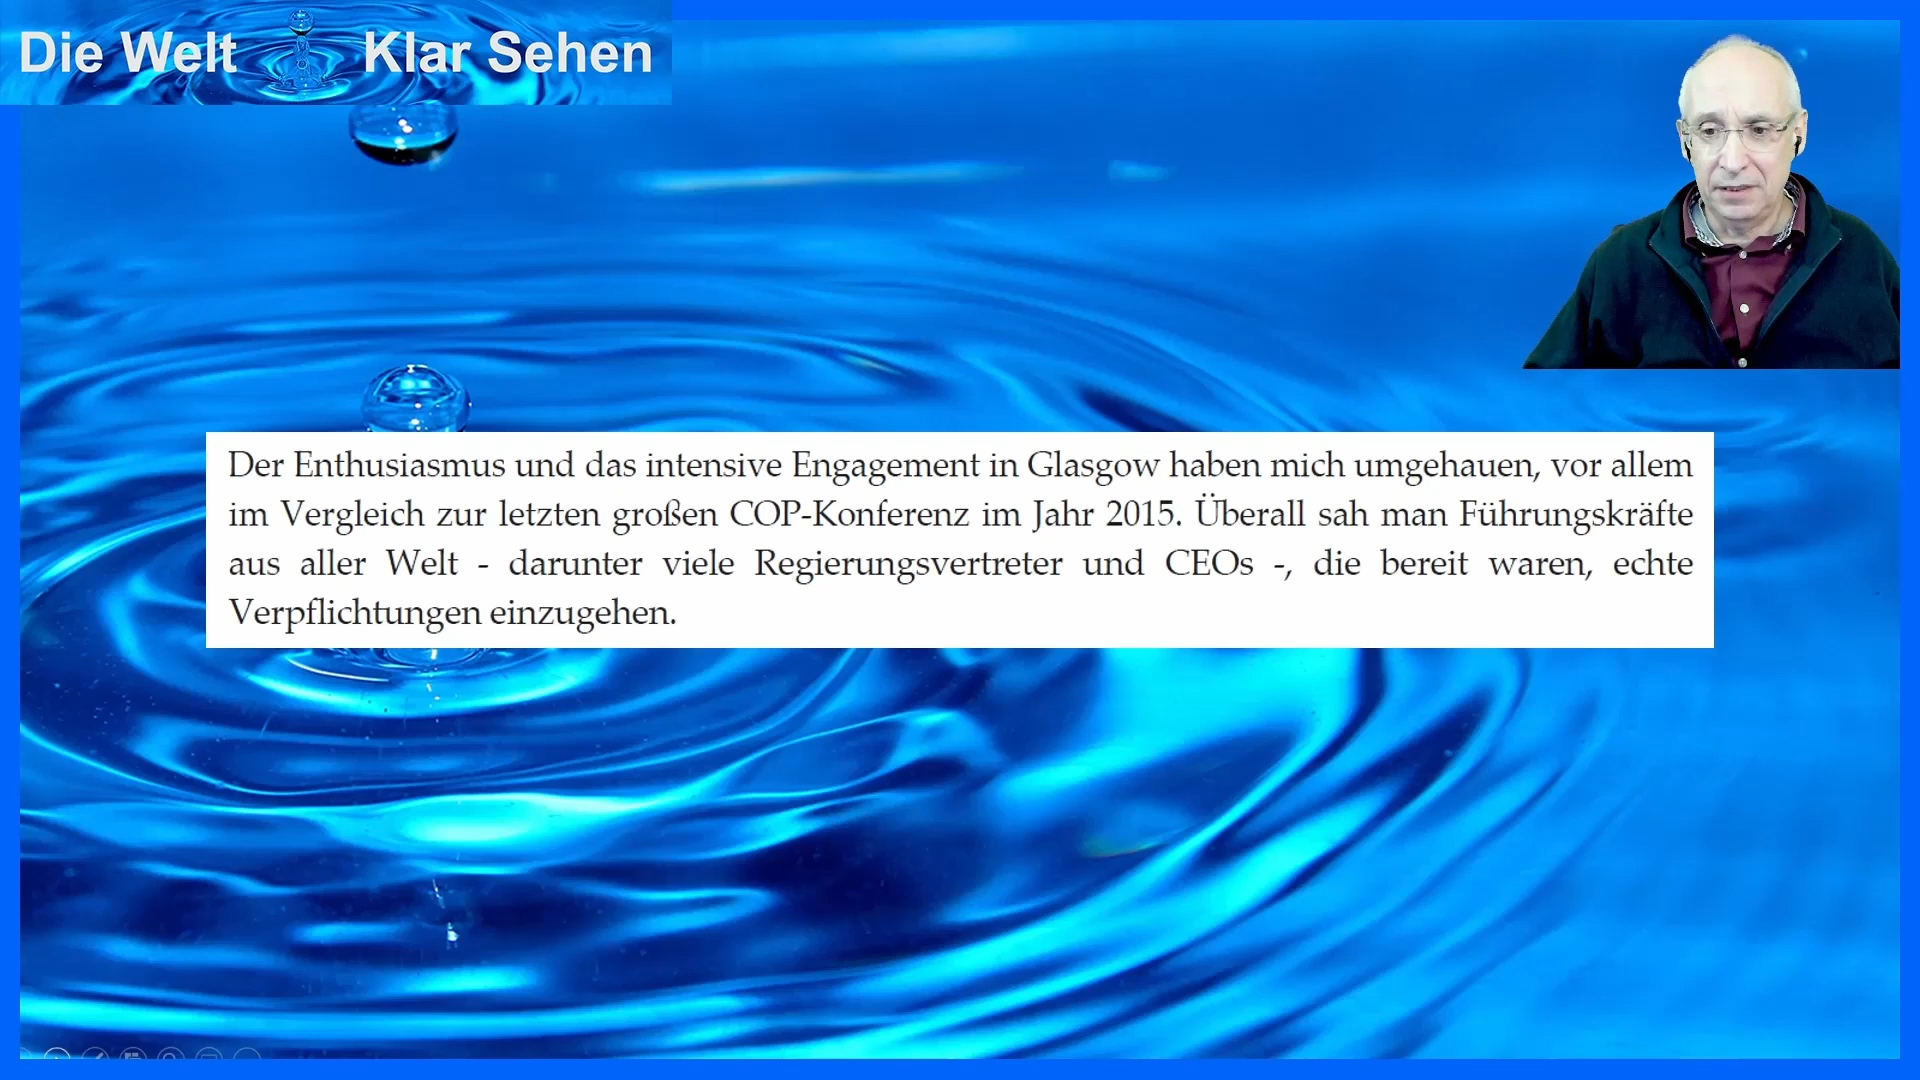 Die Welt Klar Sehen
Der Enthusiasmus und das intensive Engagement in Glasgow haben mich umgehauen, vor allem
im Vergleich zur letzten großen COP-Konferenz im Jahr 2015. Überall sah man Führungskräfte
aus aller Welt - darunter viele Regierungsvertreter und CEOs -, die bereit waren, echte
Verpflichtungen einzugehen.